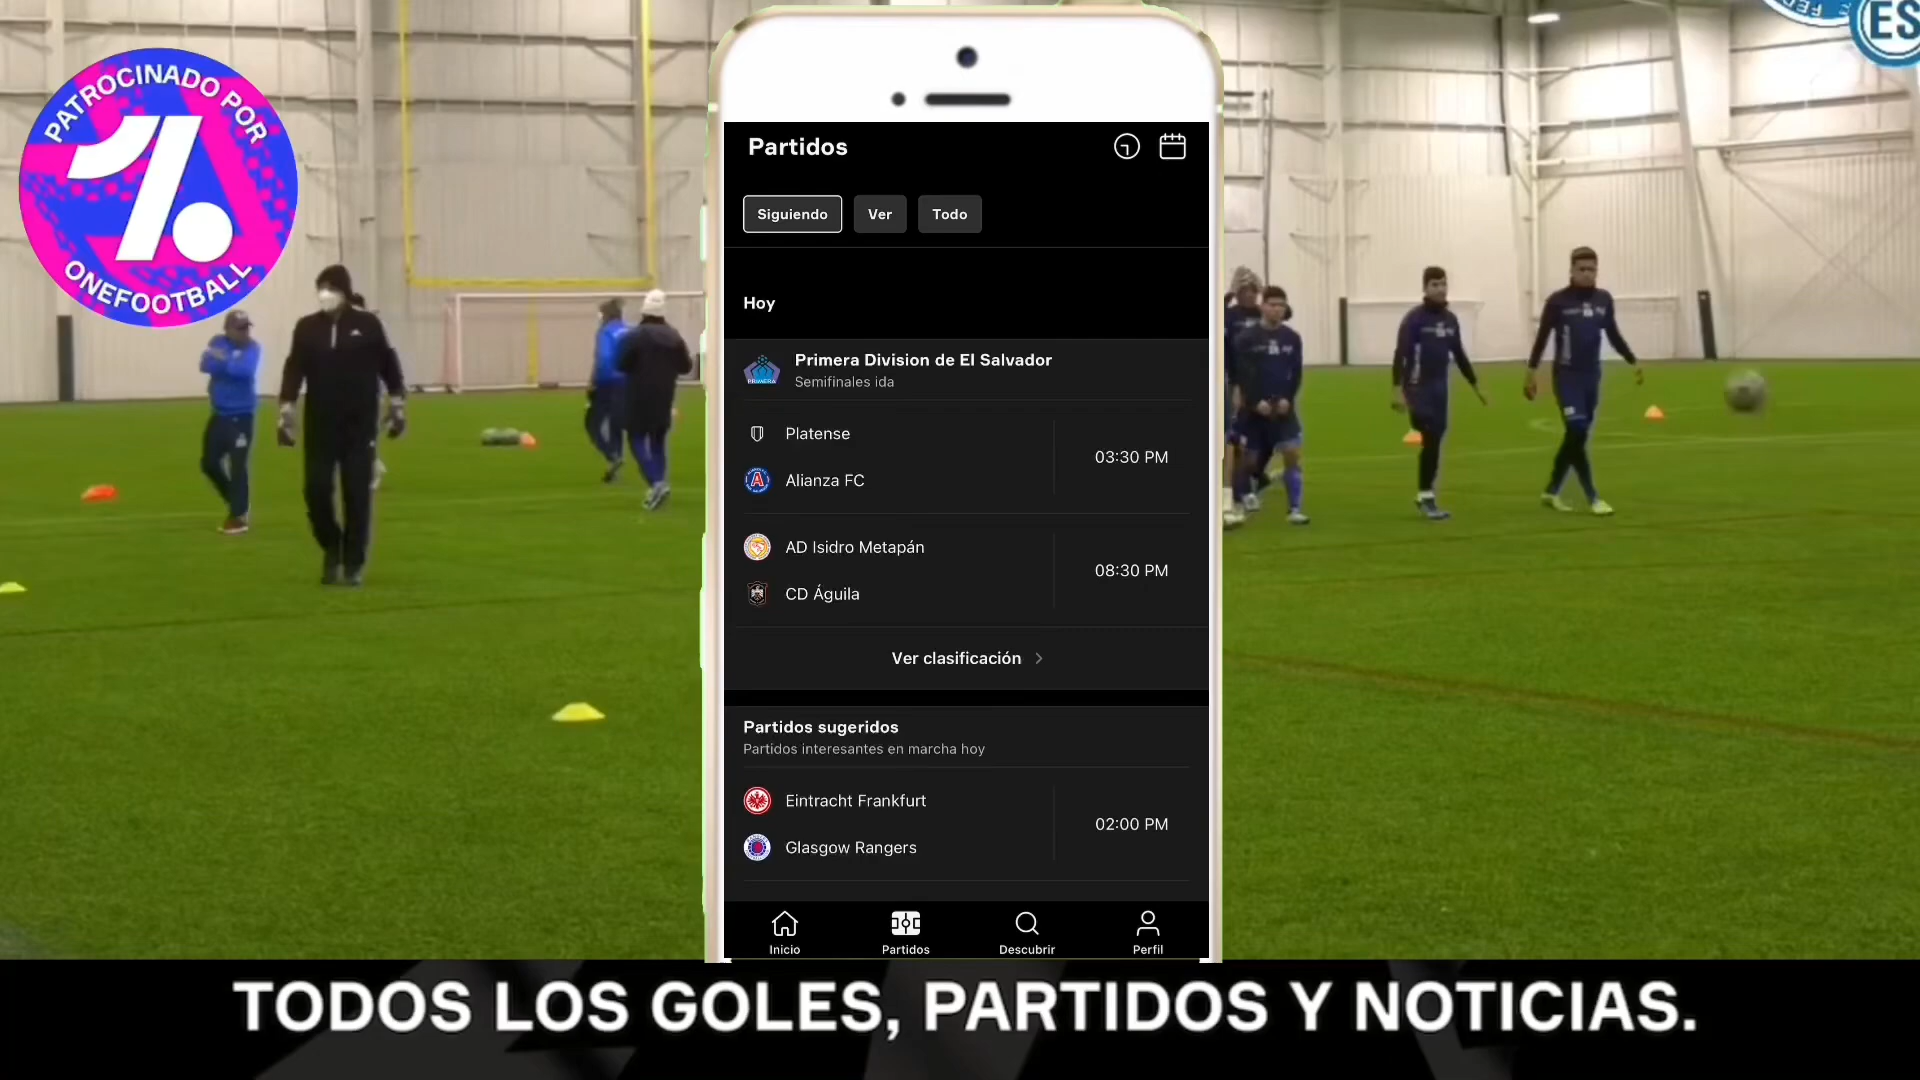 PATROCINADO POR
ONEFOOTBALL
ES
Partidos
Siguiendo
Ver
Todo
Hoy
PRIMERA
Primera Division de El Salvador
Semifinales ida
Platense
03:30 PM
Alianza FC
AD Isidro Metapán
08:30 PM
CD Águila
Ver clasificación
Partidos sugeridos
Partidos interesantes en marcha hoy
Eintracht Frankfurt
02:00 PM
Glasgow Rangers
Inicio
Partidos
Descubrir
Perfil
TODOS LOS GOLES, PARTIDOS Y NOTICIAS.